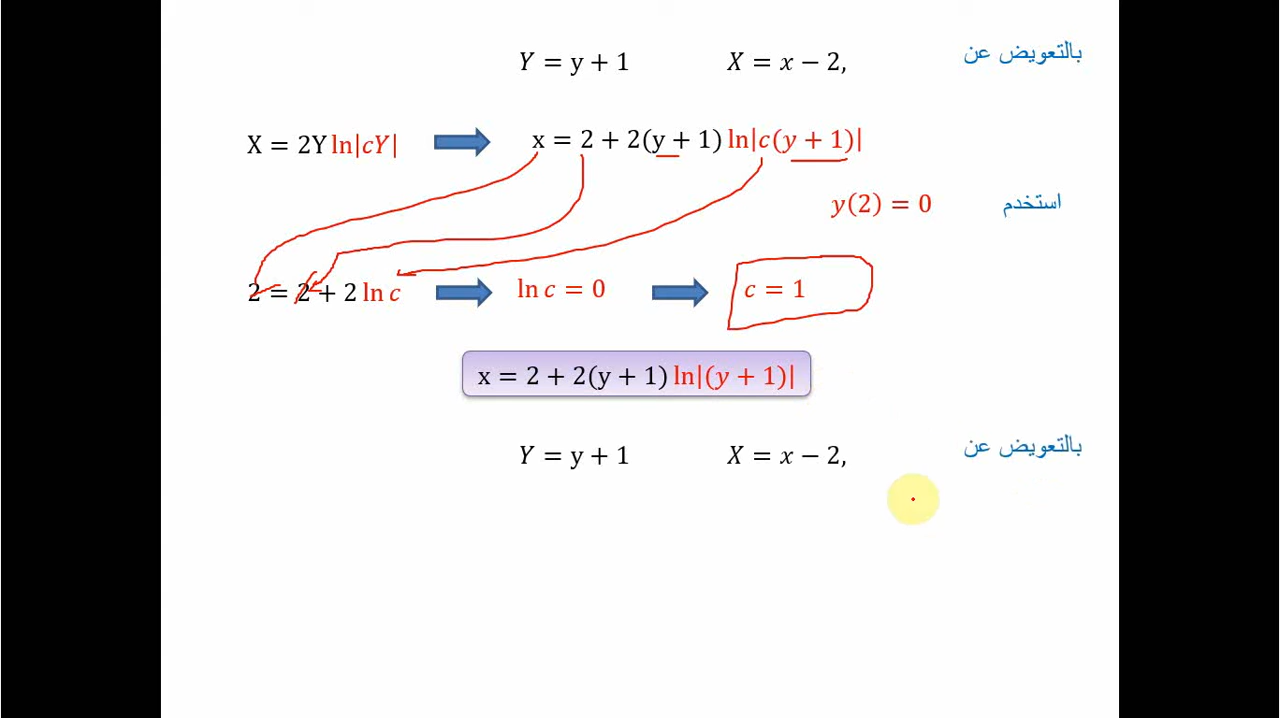 بالتعويض عن X = x − 2, Y = y + 1
X = 2Y ln|cY| x = 2 + 2(y + 1) ln|c(y + 1)|
استخدم y(2) = 0
2 = 2 + 2 ln c ln c = 0 c = 1
x = 2 + 2(y + 1) ln|(y + 1)|
بالتعويض عن X = x − 2, Y = y + 1